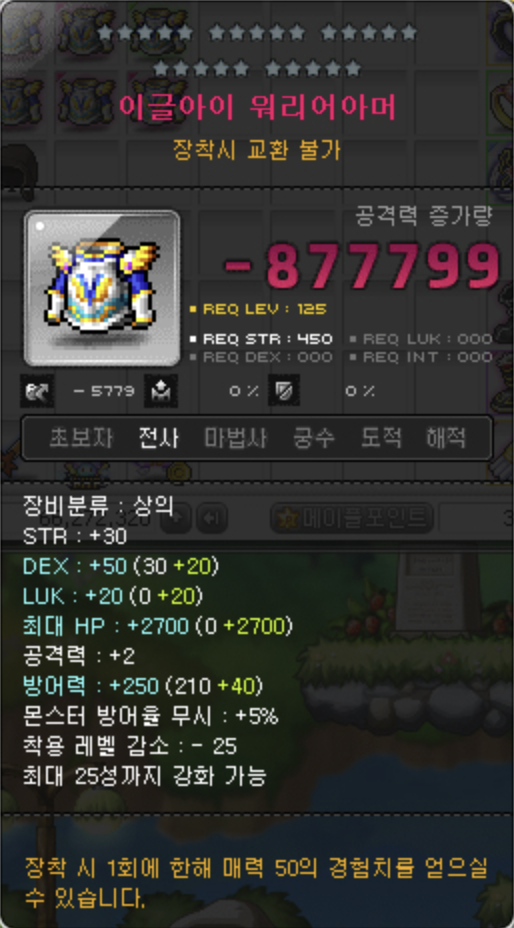 이글아이 워리어아머
장착시 교환 불가
공격력 증가량
-877799
REQ LEV : 125
REQ STR : 450 REQ LUK : 000
REQ DEX : 000 REQ INT : 000
- 5779 0 % 0 %
초보자 전사 마법사 궁수 도적 해적
장비분류 : 상의
메이플포인트
STR : +30
DEX : +50 (30 +20)
LUK : +20 (0 +20)
최대 HP : +2700 (0 +2700)
공격력 : +2
방어력 : +250 (210 +40)
몬스터 방어율 무시 : +5%
착용 레벨 감소 : - 25
최대 25성까지 강화 가능
장착 시 1회에 한해 매력 50의 경험치를 얻으실
수 있습니다.